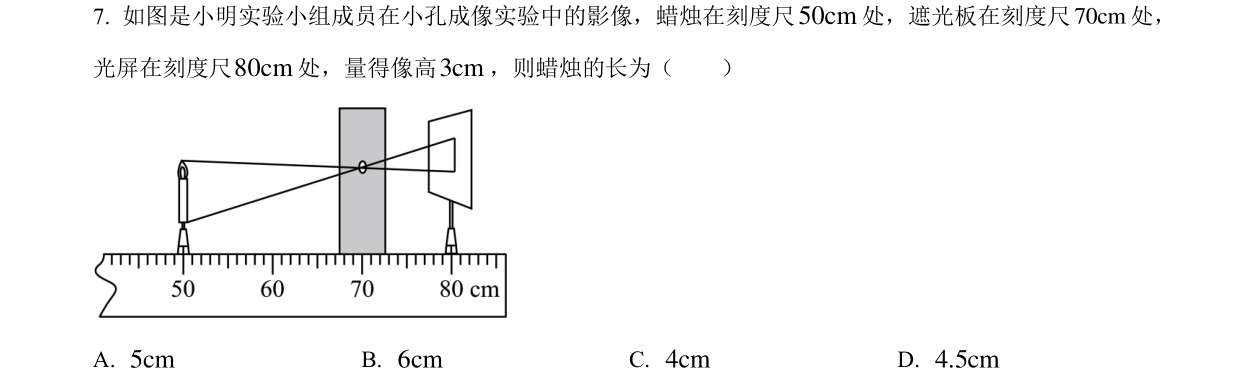 7. 如图是小明实验小组成员在小孔成像实验中的影像，蜡烛在刻度尺50cm处，遮光板在刻度尺70cm处，
光屏在刻度尺80cm处，量得像高3cm，则蜡烛的长为（　　）
50 60 70 80 cm
A. 5cm B. 6cm C. 4cm D. 4.5cm